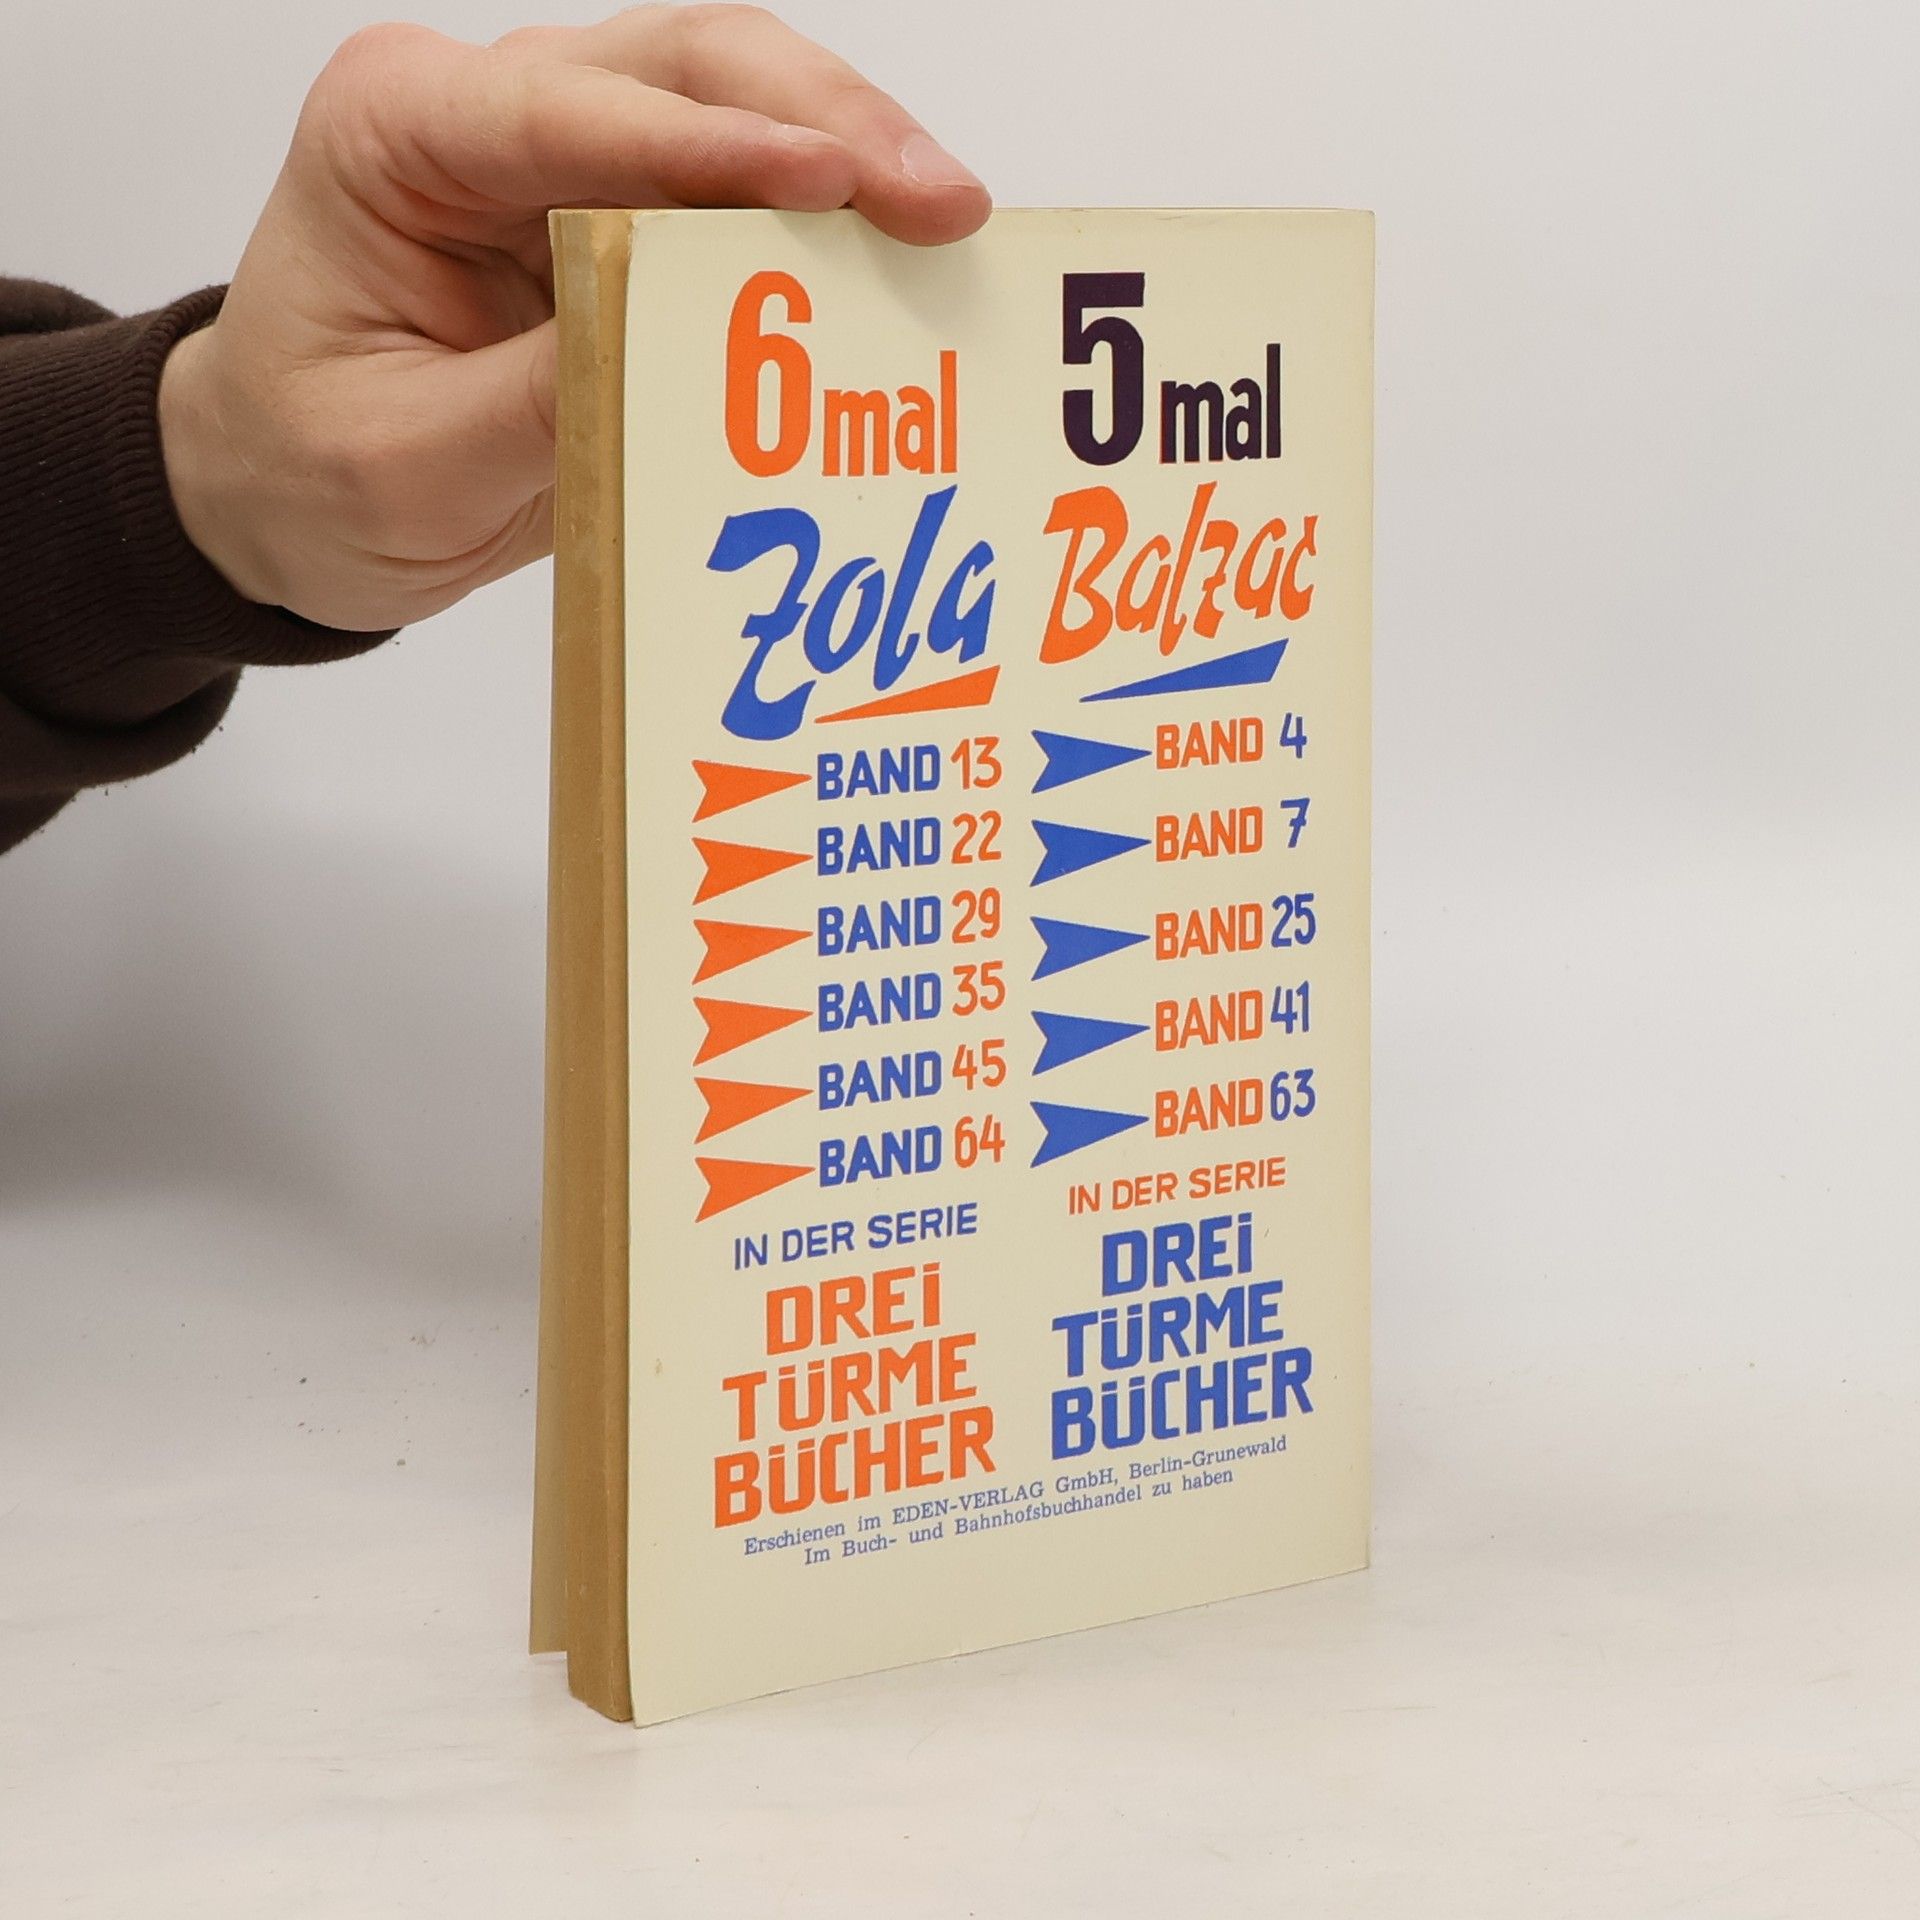 6 mal
Zola
BAND 13
BAND 22
BAND 29
BAND 35
BAND 45
BAND 64
IN DER SERIE
DREi
TÜRME
BÜCHER
5 mal
Balzac
BAND 4
BAND 7
BAND 25
BAND 41
BAND 63
IN DER SERIE
DREi
TÜRME
BÜCHER
Erschienen im EDEN-VERLAG GmbH, Berlin-Grunewald
Im Buch- und Bahnhofsbuchhandel zu haben